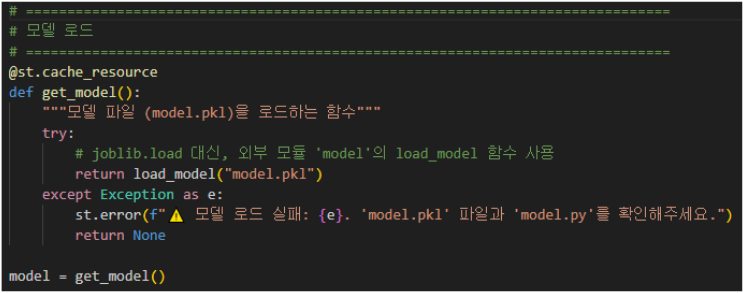 # ==============================================================================
# 모델 로드
# ==============================================================================
@st.cache_resource
def get_model():
    """모델 파일 (model.pkl)을 로드하는 함수"""
    try:
        # joblib.load 대신, 외부 모듈 'model'의 load_model 함수 사용
        return load_model("model.pkl")
    except Exception as e:
        st.error(f"⚠️ 모델 로드 실패: {e}. 'model.pkl' 파일과 'model.py'를 확인해주세요.")
        return None

model = get_model()